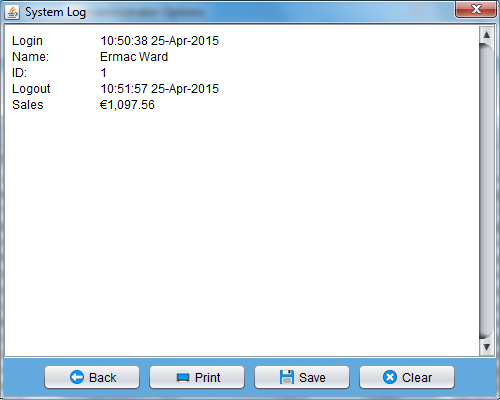 System Log
Login 10:50:38 25-Apr-2015
Name: Ermac Ward
ID: 1
Logout 10:51:57 25-Apr-2015
Sales €1,097.56
Back Print Save Clear